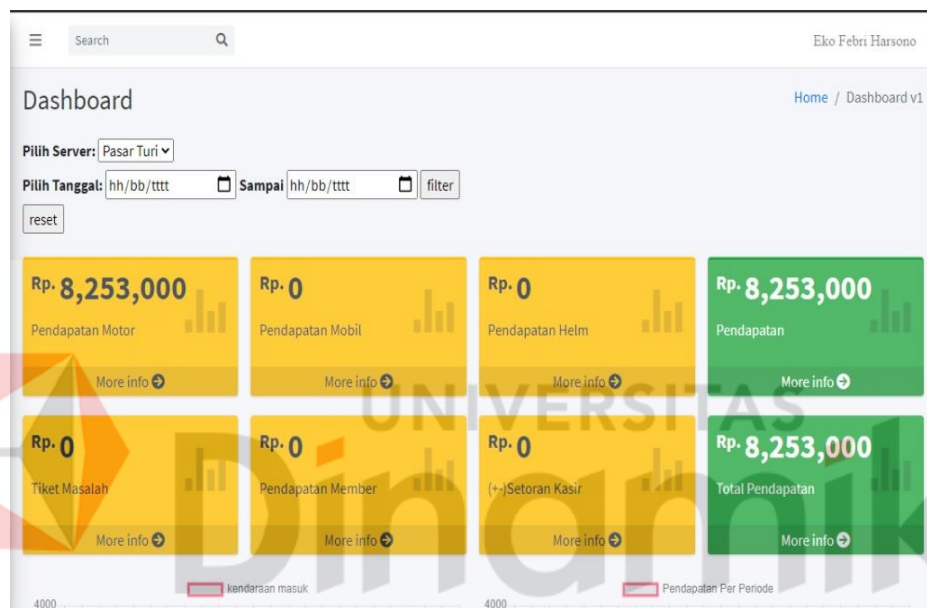 Search
Eko Febri Harsono
Dashboard
Home / Dashboard v1
Pilih Server: Pasar Turi
Pilih Tanggal: hh/bb/tttt Sampai hh/bb/tttt filter
reset
Rp. 8,253,000
Pendapatan Motor
More info
Rp. 0
Pendapatan Mobil
More info
Rp. 0
Pendapatan Helm
More info
Rp. 8,253,000
Pendapatan
More info
Rp. 0
Tiket Masalah
More info
Rp. 0
Pendapatan Member
More info
Rp. 0
(+-)Setoran Kasir
More info
Rp. 8,253,000
Total Pendapatan
More info
UNIVERSITAS
Dinamik
kendaraan masuk
4000
Pendapatan Per Periode
4000